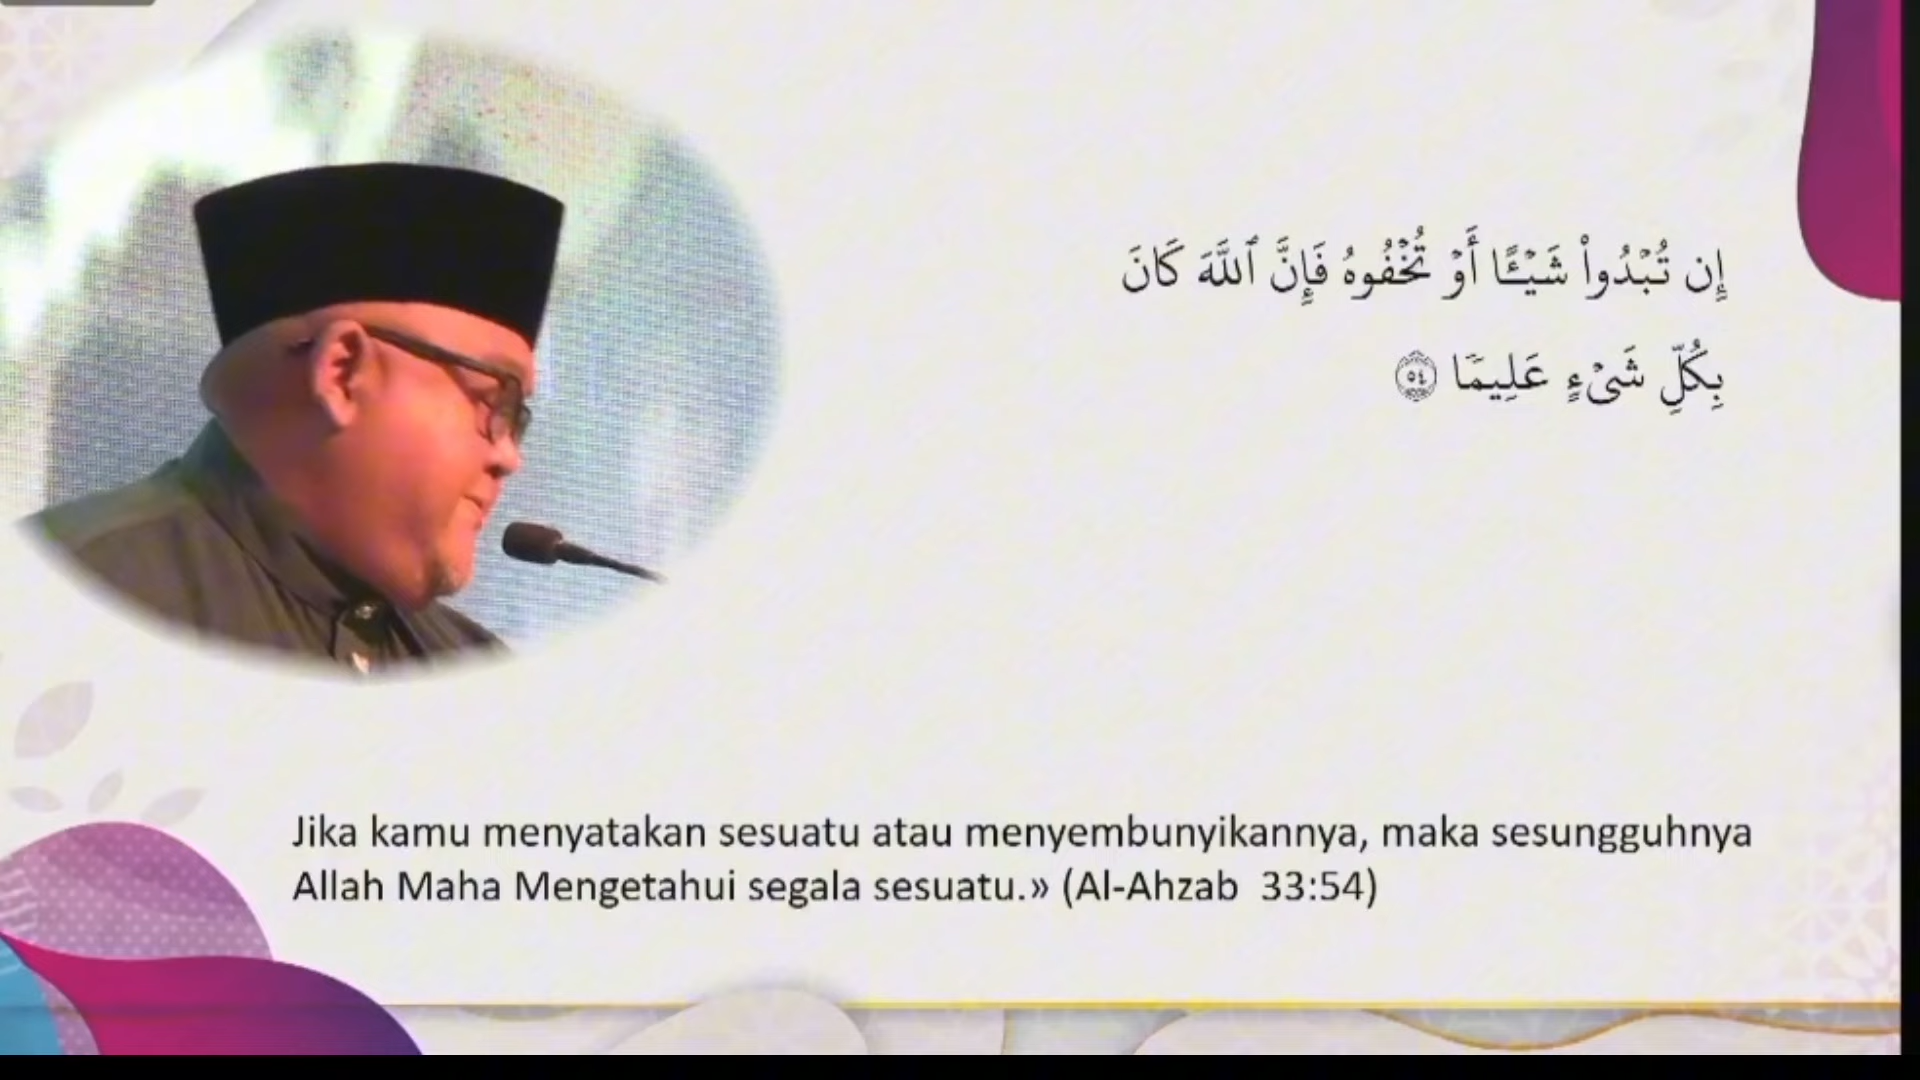 إِن تُبۡدُواْ شَيۡـًٔا أَوۡ تُخۡفُوهُ فَإِنَّ ٱللَّهَ كَانَ
بِكُلِّ شَيۡءٍ عَلِيمٗا ٥٤
Jika kamu menyatakan sesuatu atau menyembunyikannya, maka sesungguhnya
Allah Maha Mengetahui segala sesuatu.» (Al-Ahzab  33:54)